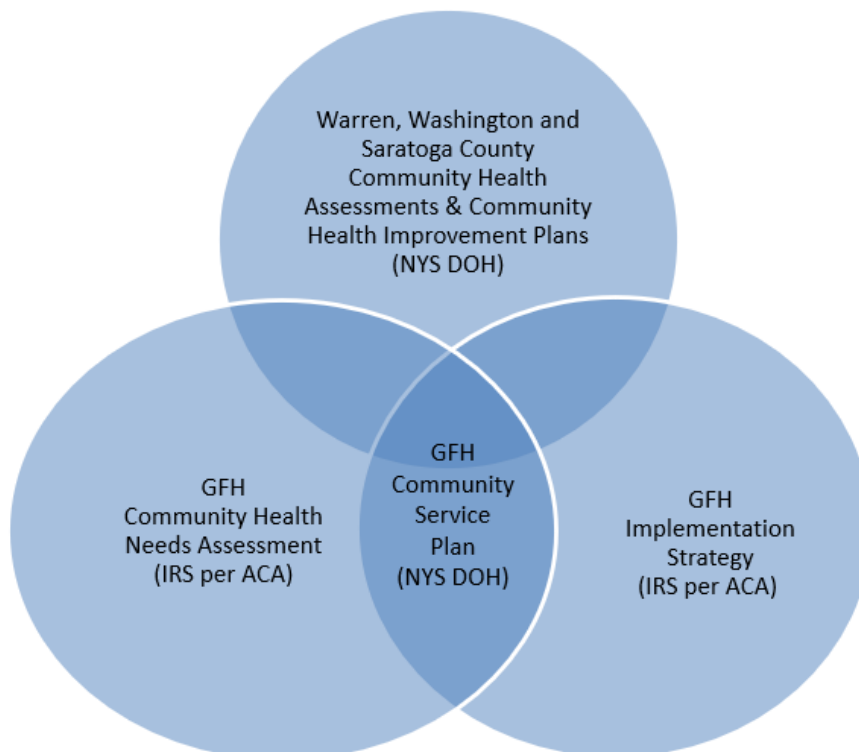 Warren, Washington and
Saratoga County
Community Health
Assessments & Community
Health Improvement Plans
(NYS DOH)
GFH
Community Health
Needs Assessment
(IRS per ACA)
GFH
Community
Service
Plan
(NYS DOH)
GFH
Implementation
Strategy
(IRS per ACA)